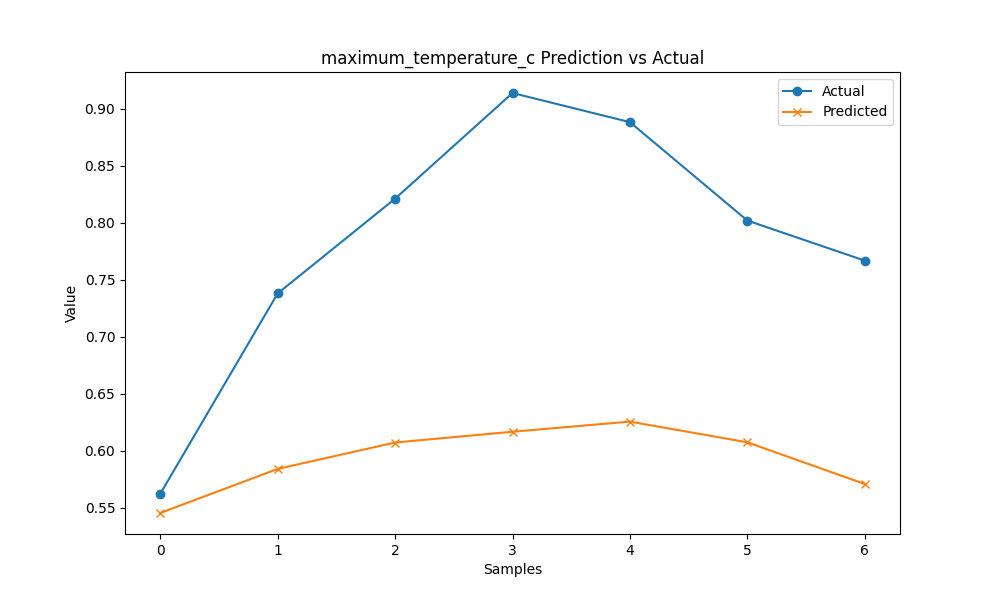 maximum_temperature_c Prediction vs Actual
Actual
Predicted
Value
0.90
0.85
0.80
0.75
0.70
0.65
0.60
0.55
0 1 2 3 4 5 6
Samples